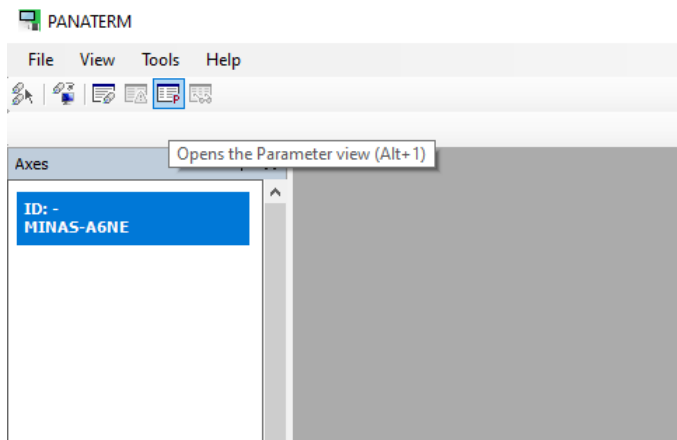 PANATERM
File View Tools Help
Opens the Parameter view (Alt+1)
Axes
ID: -
MINAS-A6NE